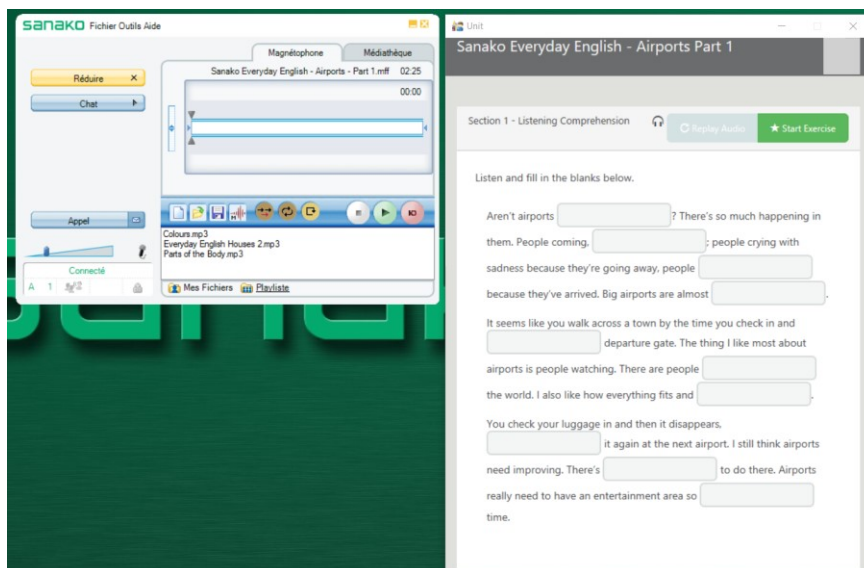 sanako Fichier Outils Aide
Magnétophone Médiathèque
Réduire X
Sanako Everyday English - Airports - Part 1.mff 02:25
Chat
00:00
Appel
Connecté
A 1
Colours.mp3
Everyday English Houses 2.mp3
Parts of the Body.mp3
Mes Fichiers Playliste
Unit
Sanako Everyday English - Airports Part 1
Section 1 - Listening Comprehension
Replay Audio
Start Exercise
Listen and fill in the blanks below.
Aren't airports ? There's so much happening in
them. People coming, ; people crying with
sadness because they're going away, people
because they've arrived. Big airports are almost .
It seems like you walk across a town by the time you check in and
departure gate. The thing I like most about
airports is people watching. There are people
the world. I also like how everything fits and .
You check your luggage in and then it disappears,
it again at the next airport. I still think airports
need improving. There's to do there. Airports
really need to have an entertainment area so
time.